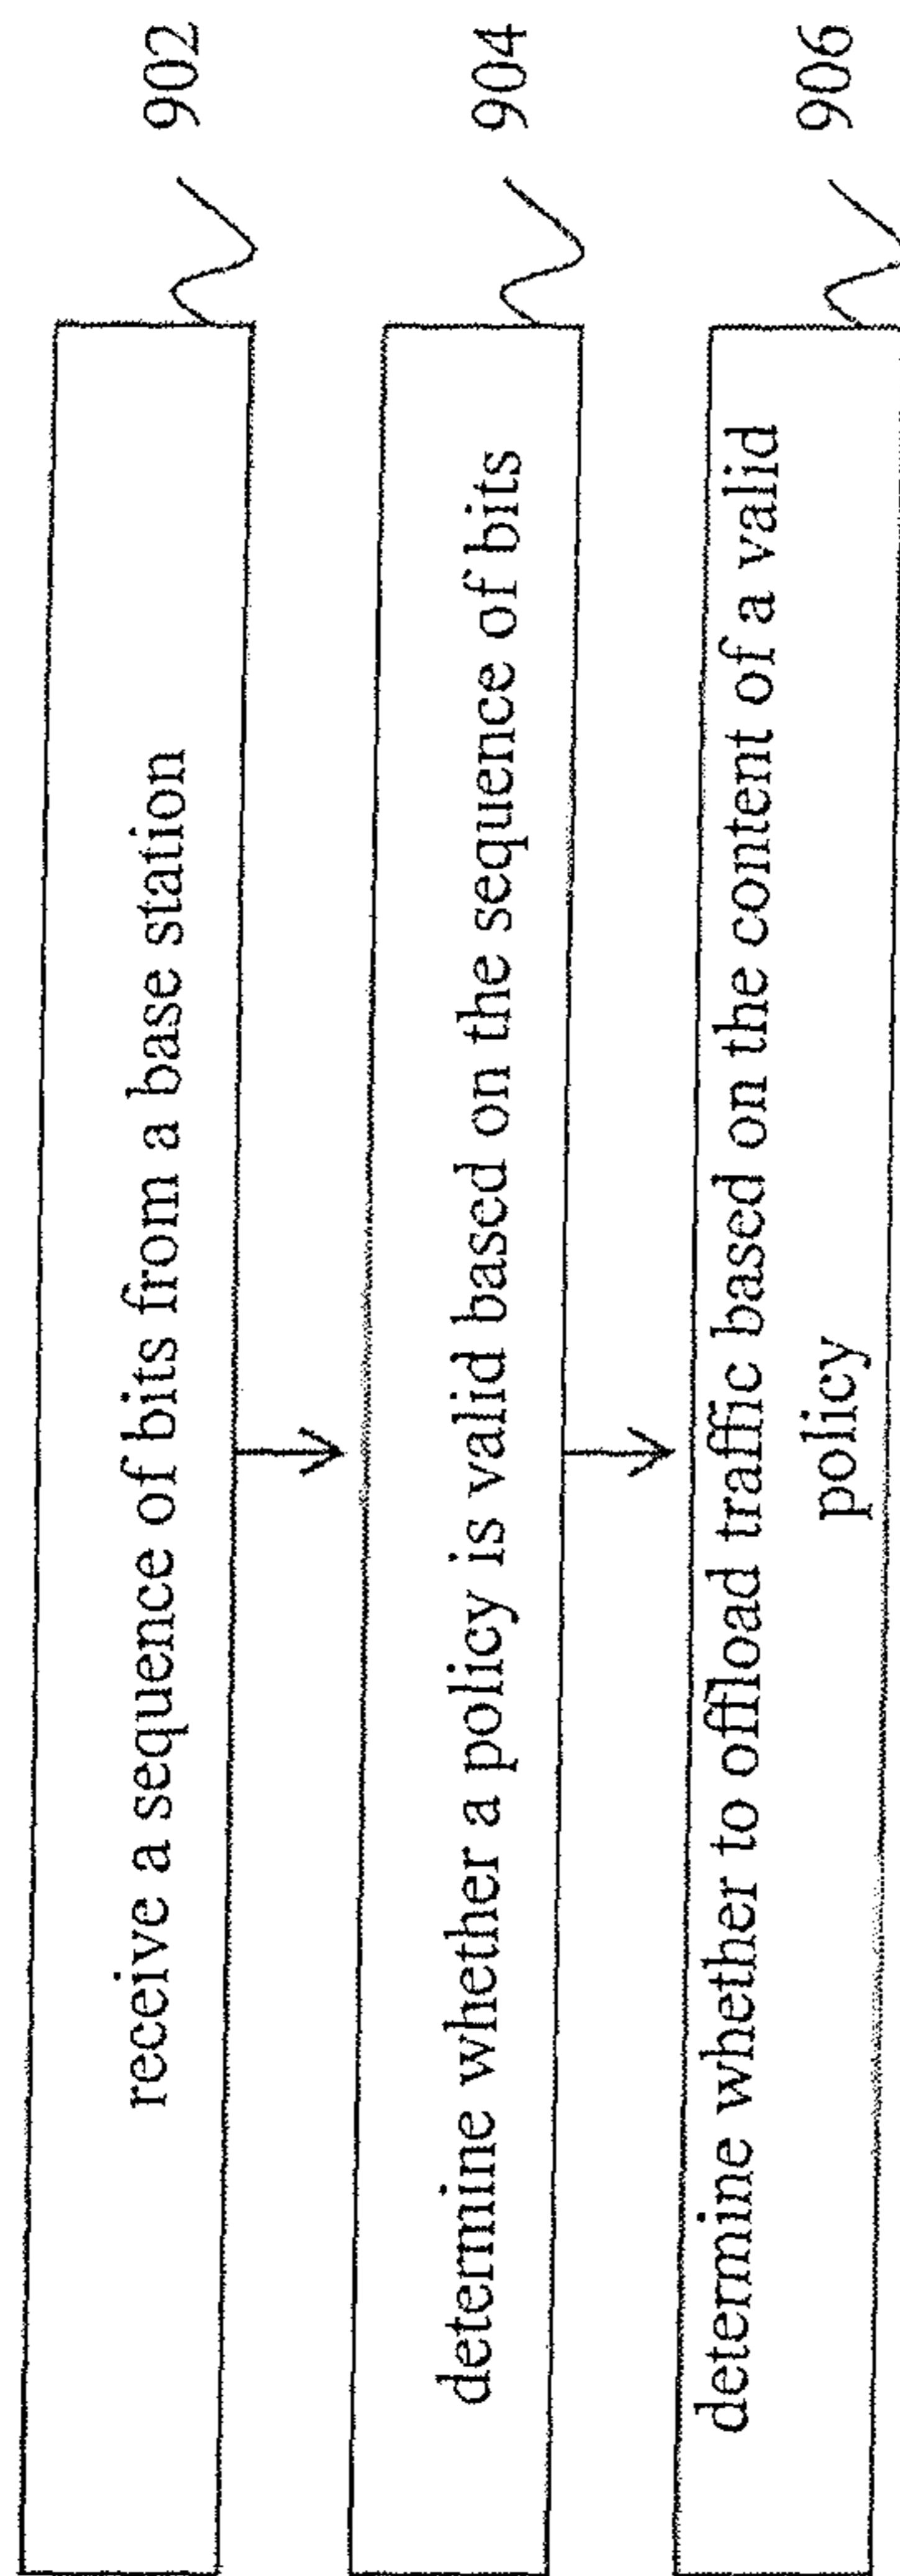 receive a sequence of bits from a base station
902
determine whether a policy is valid based on the sequence of bits
904
determine whether to offload traffic based on the content of a valid
policy
906